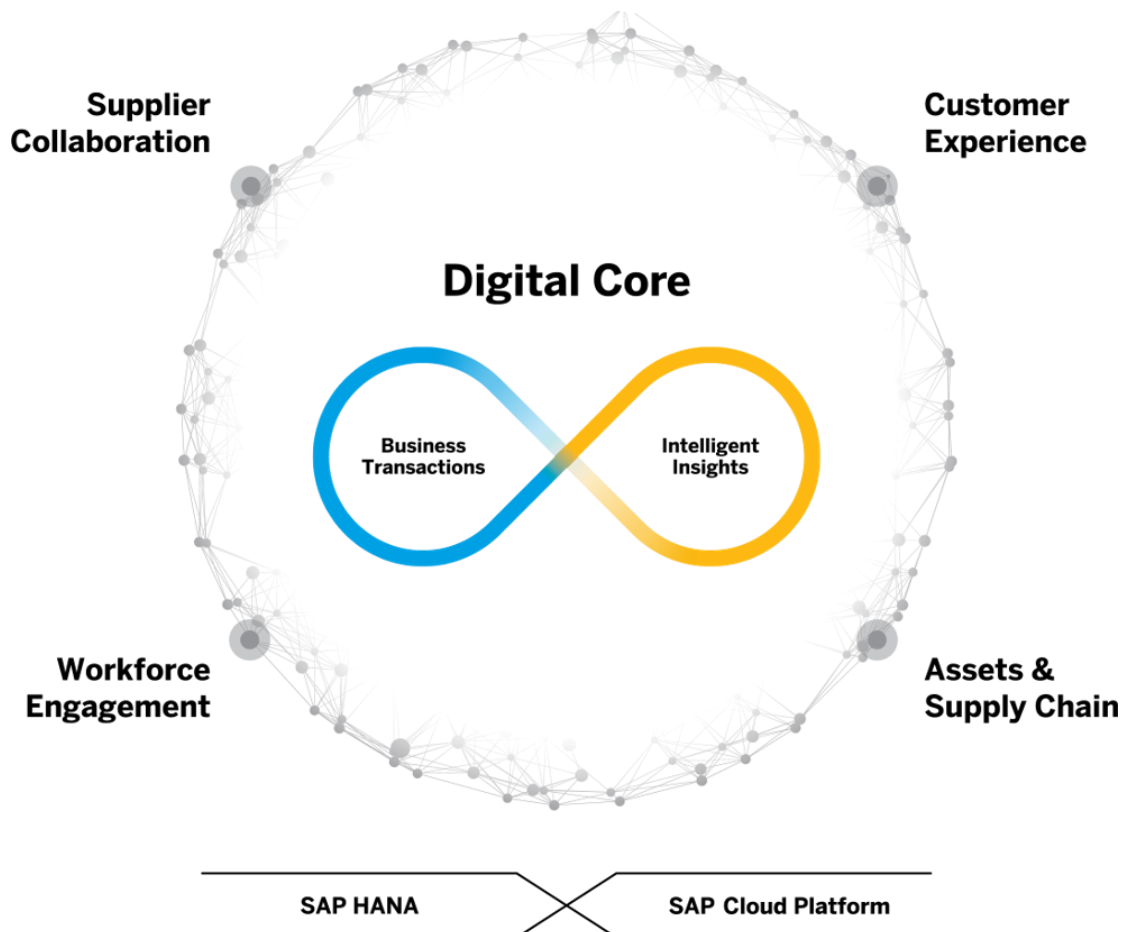 Supplier
Collaboration
Customer
Experience
Digital Core
Business
Transactions
Intelligent
Insights
Workforce
Engagement
Assets &
Supply Chain
SAP HANA
SAP Cloud Platform